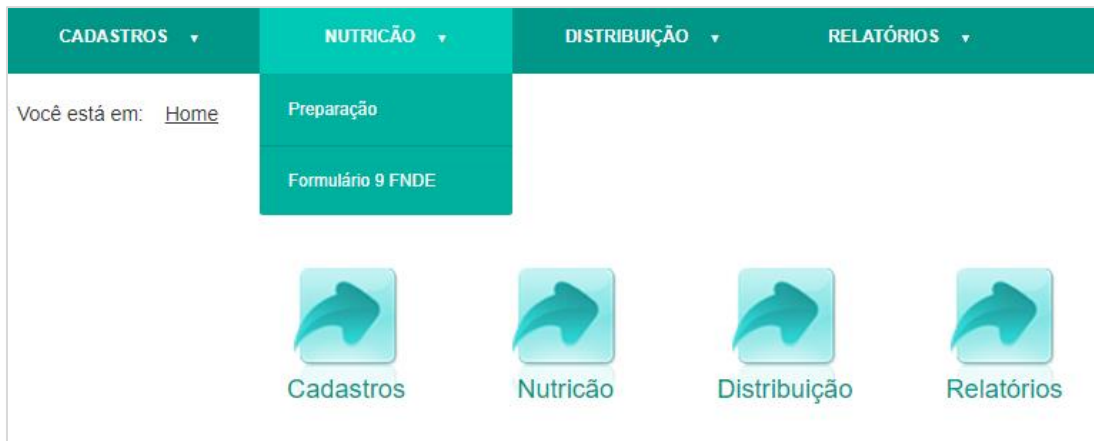 CADASTROS ▼ NUTRICÃO ▼ DISTRIBUIÇÃO ▼ RELATÓRIOS ▼
Você está em: Home
Preparação
Formulário 9 FNDE
Cadastros Nutricão Distribuição Relatórios